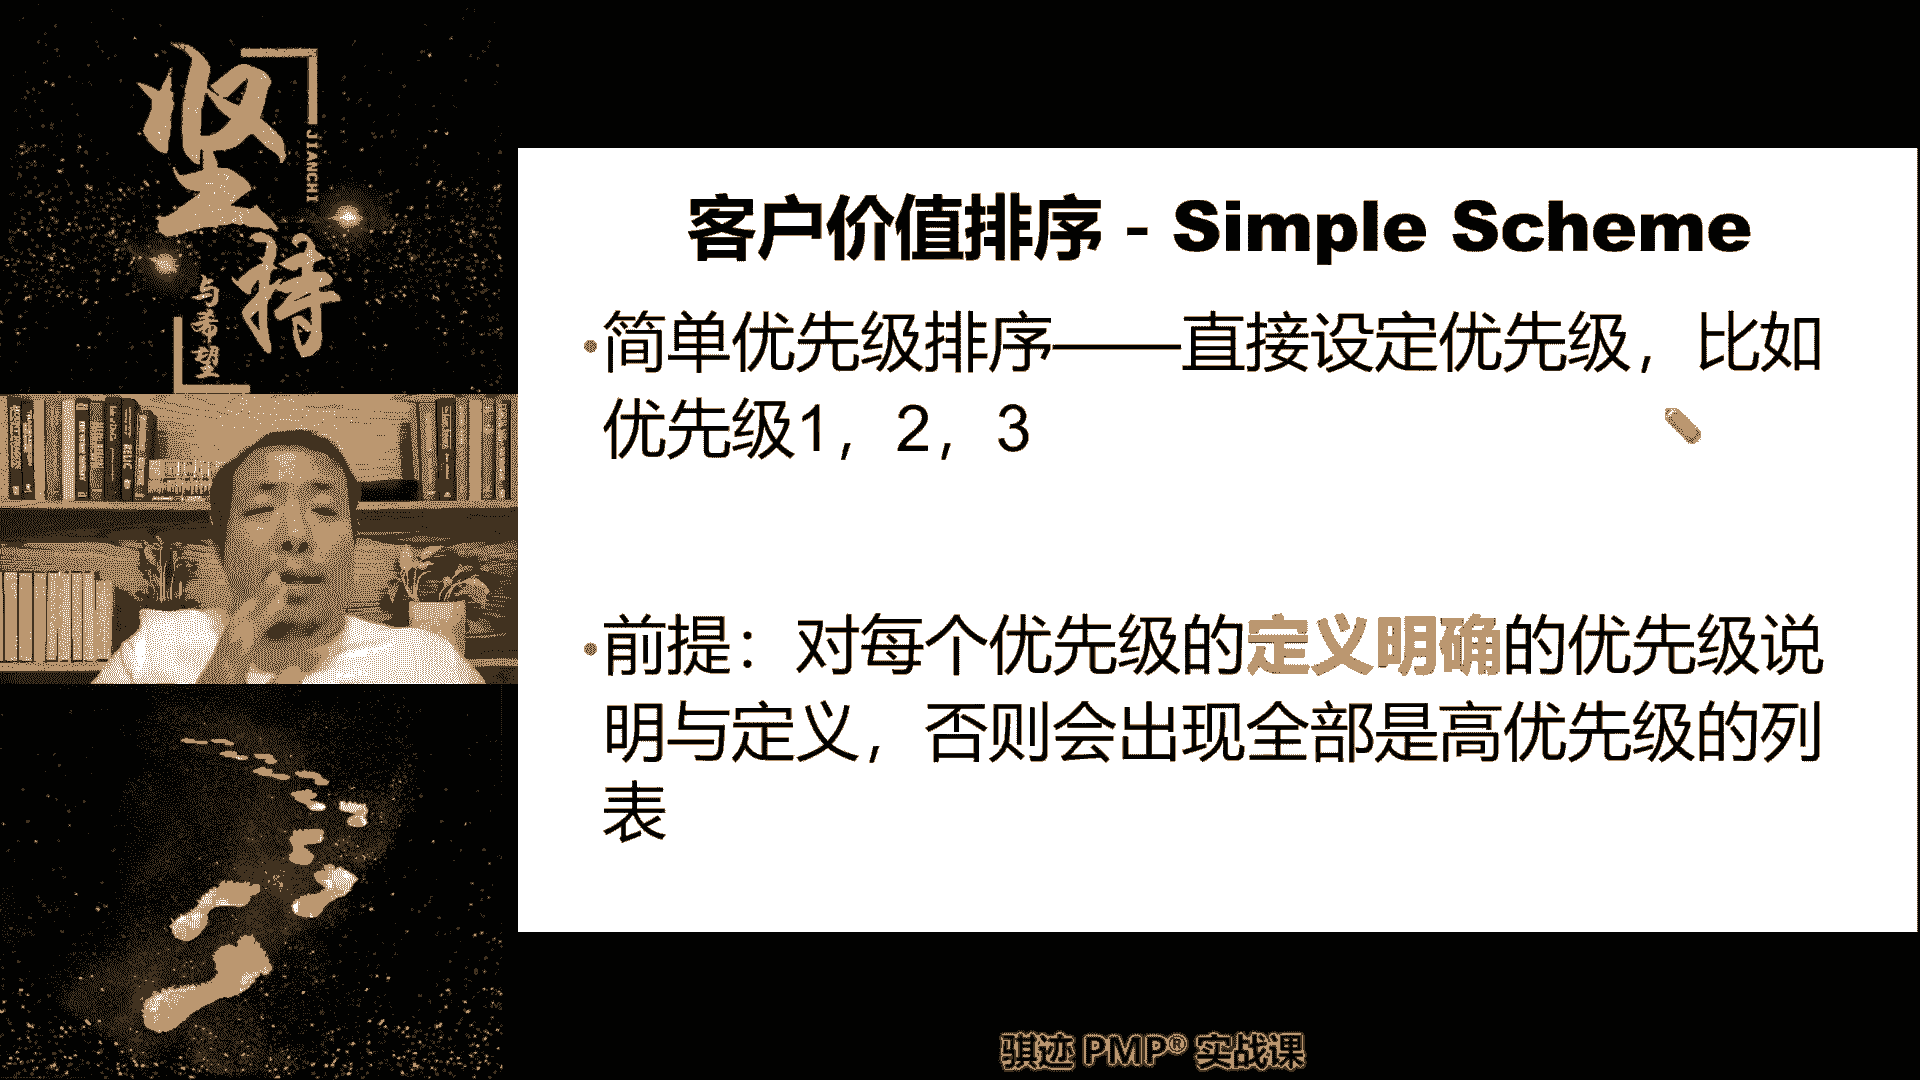 坚持
JIANCHI
与希望
客户价值排序 - Simple Scheme
•简单优先级排序——直接设定优先级，比如
优先级1，2，3
•前提：对每个优先级的定义明确的优先级说
明与定义，否则会出现全部是高优先级的列
表
骐迹 PMP® 实战课